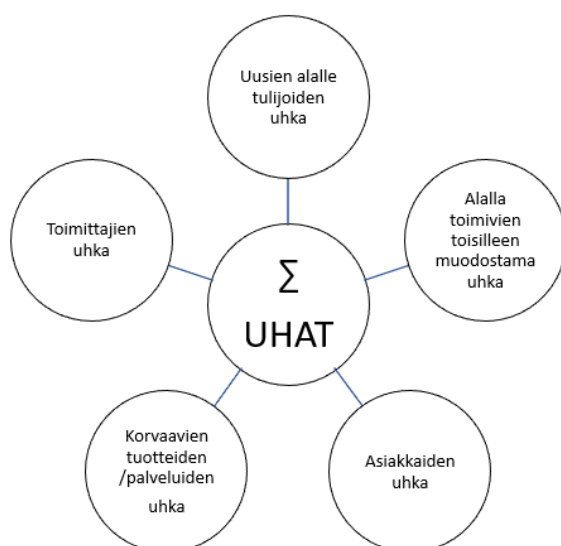 Uusien alalle
tulijoiden
uhka
Toimittajien
uhka
Alalla
toimivien
toisilleen
muodostama
uhka
Σ
UHAT
Korvaavien
tuotteiden
/palveluiden
uhka
Asiakkaiden
uhka